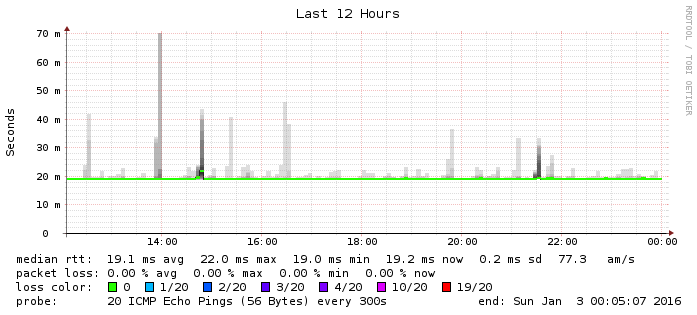 Last 12 Hours
RRDTOOL / TOBI OETIKER
70 m
60 m
50 m
40 m
30 m
20 m
10 m
0
Seconds
14:00 16:00 18:00 20:00 22:00 00:00
median rtt: 19.1 ms avg 22.0 ms max 19.0 ms min 19.2 ms now 0.2 ms sd 77.3 am/s
packet loss: 0.00 % avg 0.00 % max 0.00 % min 0.00 % now
loss color: 0 1/20 2/20 3/20 4/20 10/20 19/20
probe: 20 ICMP Echo Pings (56 Bytes) every 300s end: Sun Jan 3 00:05:07 2016